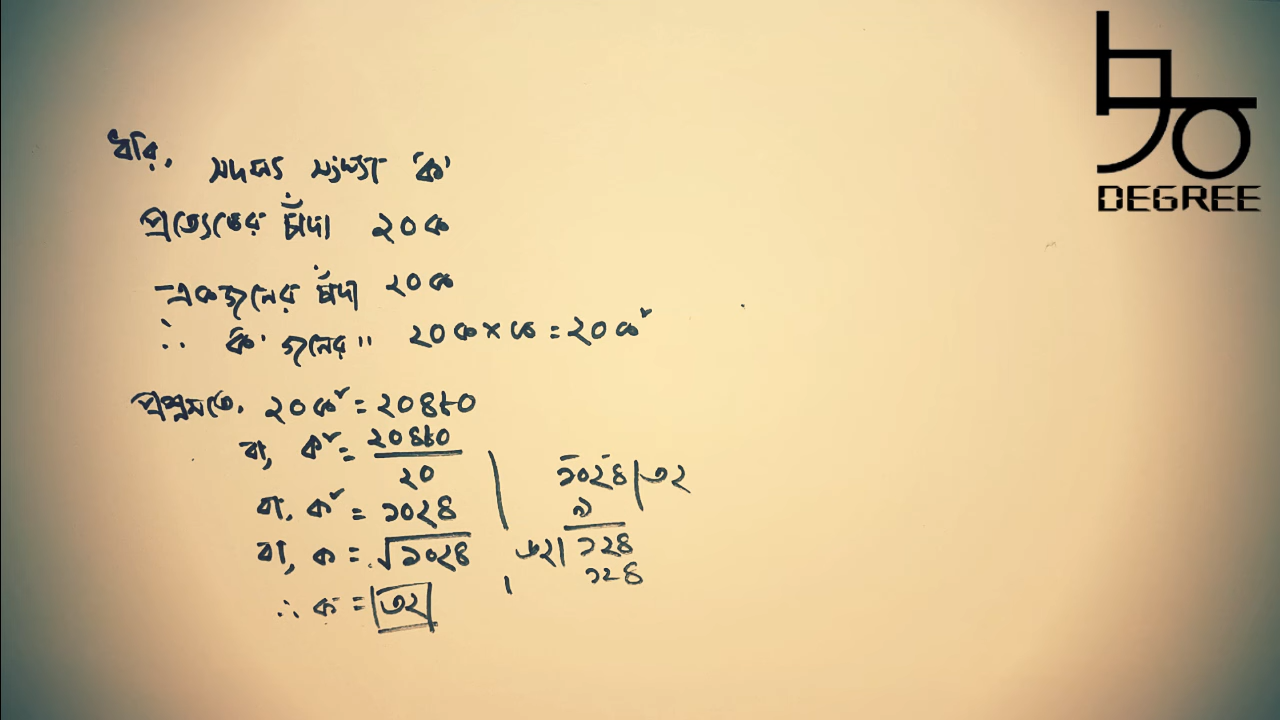 ধরি, সদস্য সংখ্যা 'ক'
প্রত্যেকের চাঁদা ২০ক
একজনের চাঁদা ২০ক
∴ 'ক' জনের '' ২০ক×ক = ২০ক²
প্রশ্নমতে, ২০ক² = ২০৪৮০
বা, ক² = ২০৪৮০/২০
বা, ক² = ১০২৪
বা, ক = √১০২৪
∴ ক = ৩২
১০২৪|৩২
৯
৬২|১২৪
১২৪
DEGREE